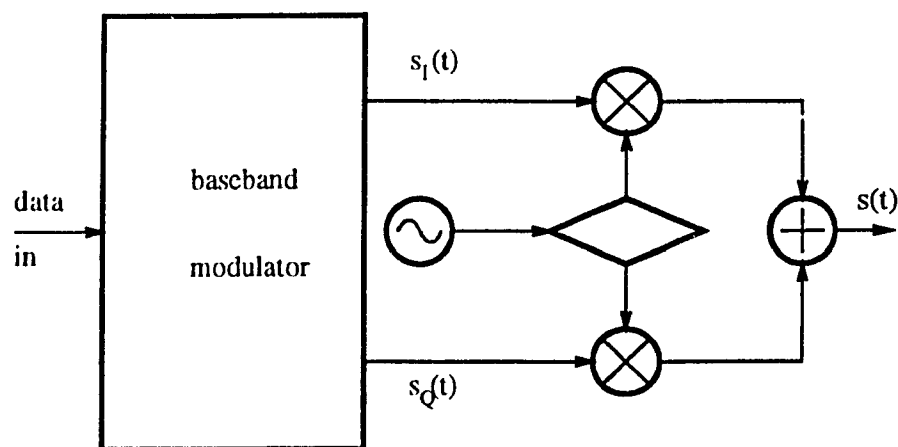 s_I(t)
baseband
data
in
modulator
s(t)
s_Q(t)